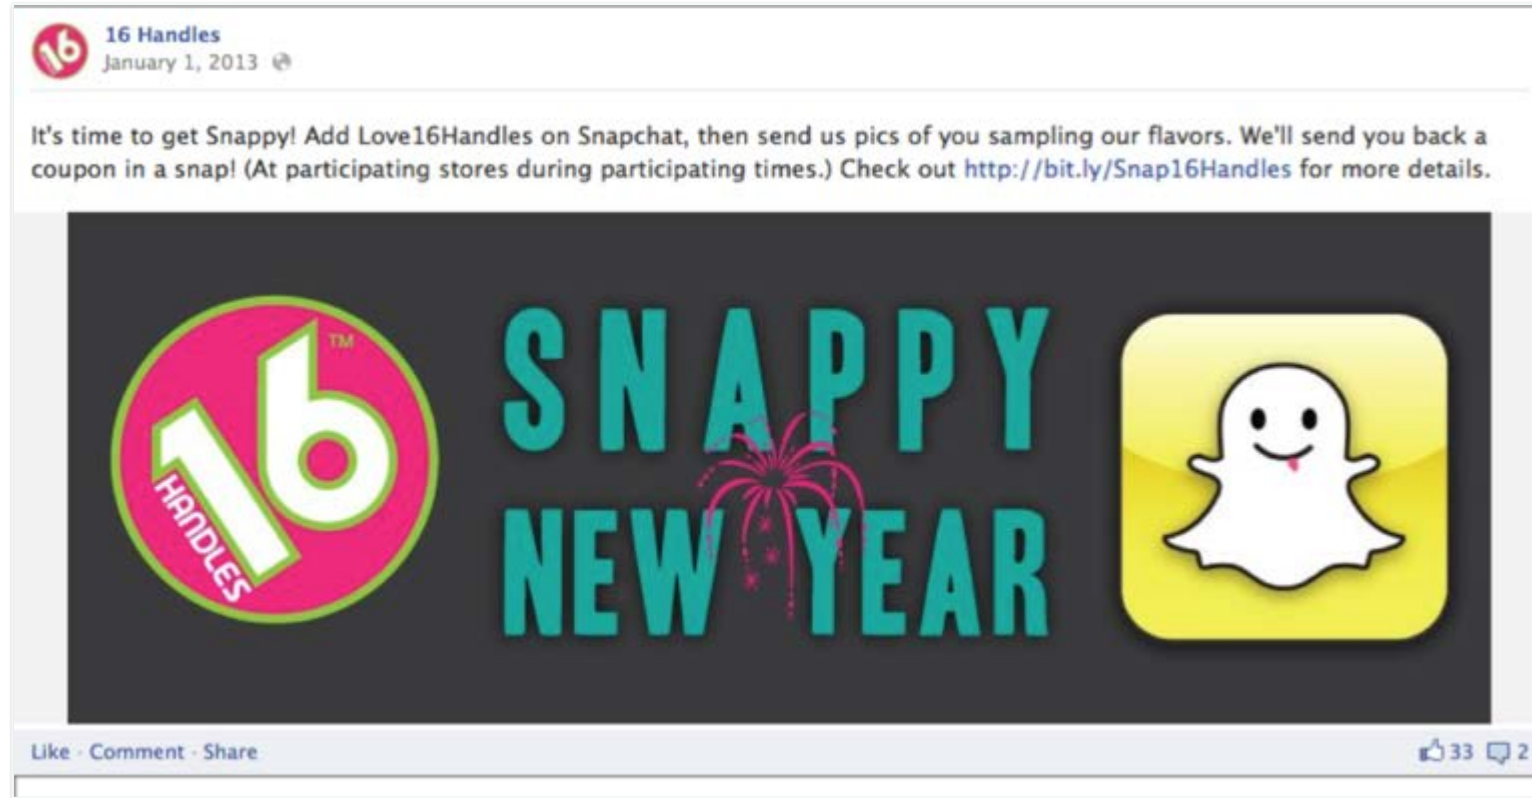 16 Handles
January 1, 2013
It's time to get Snappy! Add Love16Handles on Snapchat, then send us pics of you sampling our flavors. We'll send you back a
coupon in a snap! (At participating stores during participating times.) Check out http://bit.ly/Snap16Handles for more details.
16
HANDLES
TM
SNAPPY
NEW YEAR
Like · Comment · Share
33 2